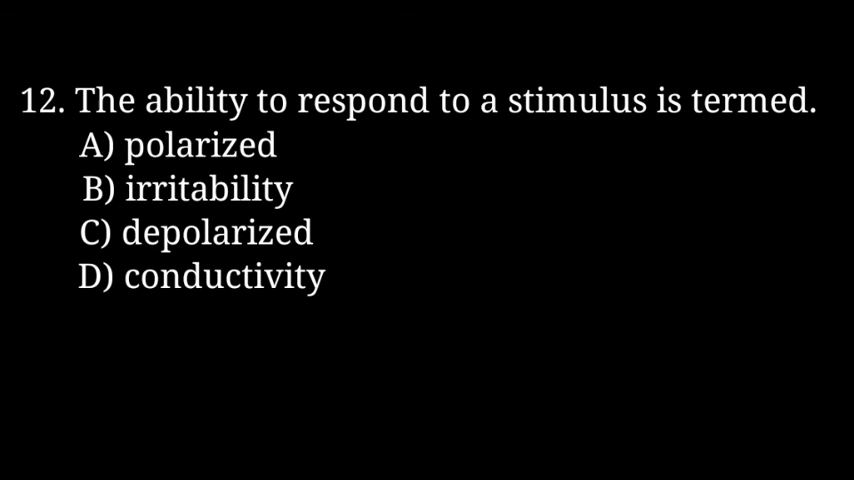 12. The ability to respond to a stimulus is termed.
A) polarized
B) irritability
C) depolarized
D) conductivity